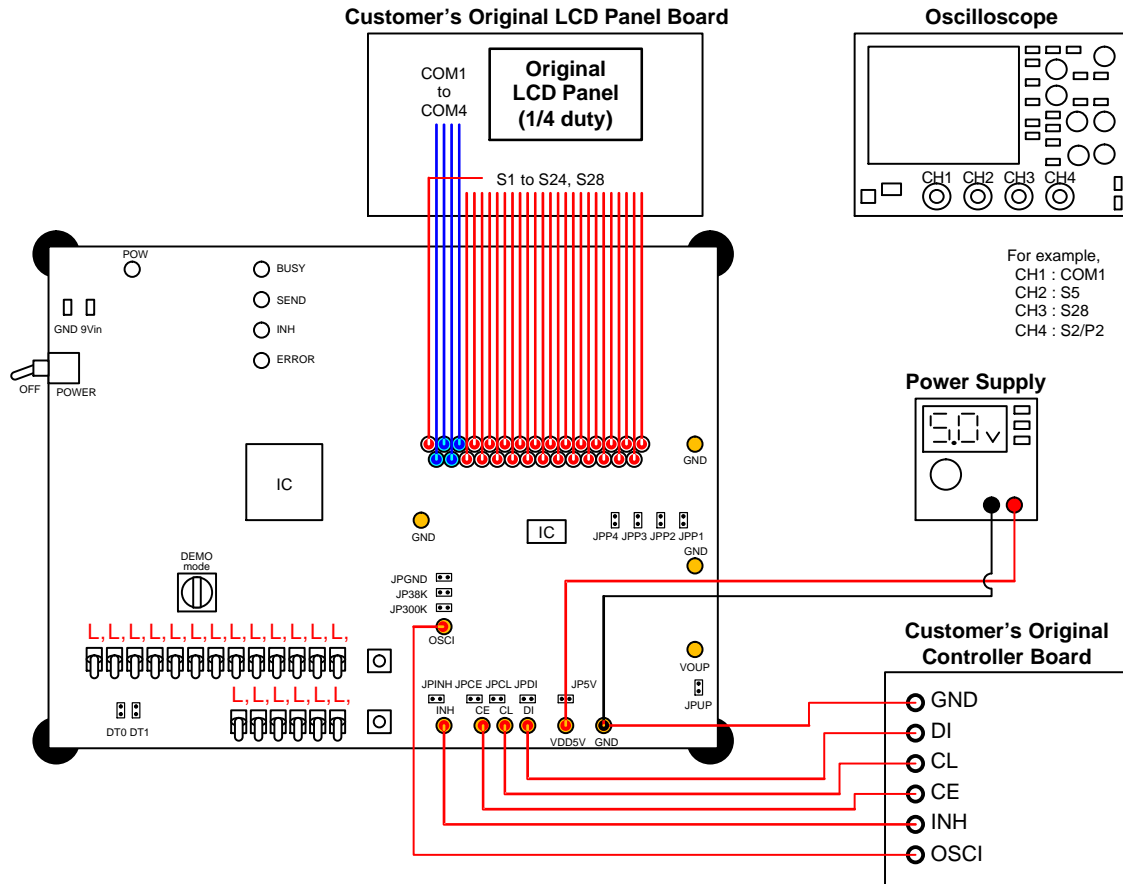 Customer's Original LCD Panel Board
COM1
to
COM4
Original
LCD Panel
(1/4 duty)
S1 to S24, S28
Oscilloscope
CH1 CH2 CH3 CH4
For example,
CH1 : COM1
CH2 : S5
CH3 : S28
CH4 : S2/P2
POW
BUSY
SEND
INH
ERROR
GND 9Vin
OFF
POWER
Power Supply
5.0 v
IC
GND
GND
IC
JPP4 JPP3 JPP2 JPP1
GND
DEMO
mode
JPGND
JP38K
JP300K
OSCI
L, L, L, L, L, L, L, L, L, L, L,
VOUP
JPUP
JPINH JPCE JPCL JPDI JP5V
INH CE CL DI
VDD5V GND
L, L, L, L, L, L,
DT0 DT1
Customer's Original
Controller Board
GND
DI
CL
CE
INH
OSCI